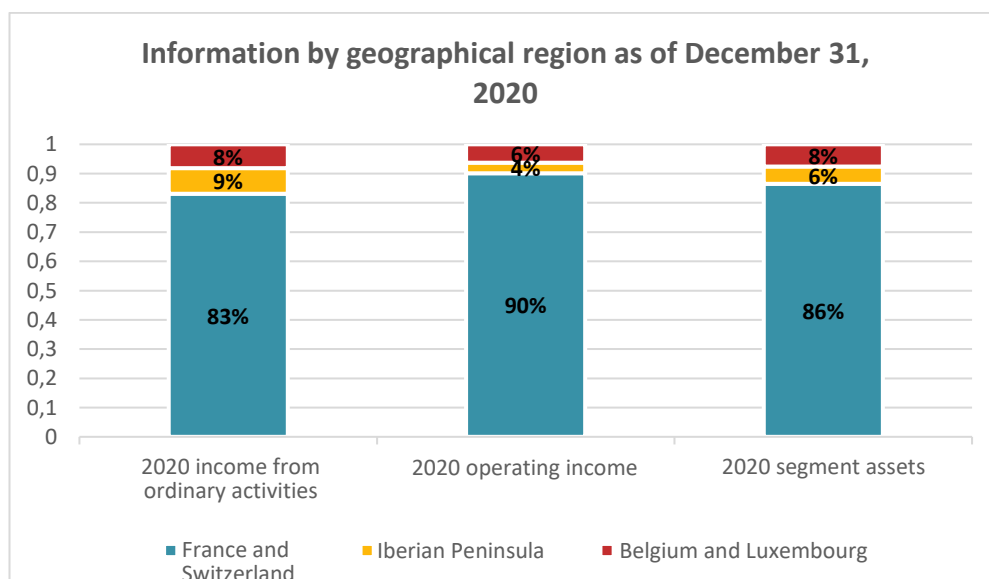 Information by geographical region as of December 31,
2020
1
0,9
0,8
0,7
0,6
0,5
0,4
0,3
0,2
0,1
0
8%
9%
83%
6%
4%
90%
8%
6%
86%
2020 income from
ordinary activities
2020 operating income
2020 segment assets
France and
Switzerland
Iberian Peninsula
Belgium and Luxembourg